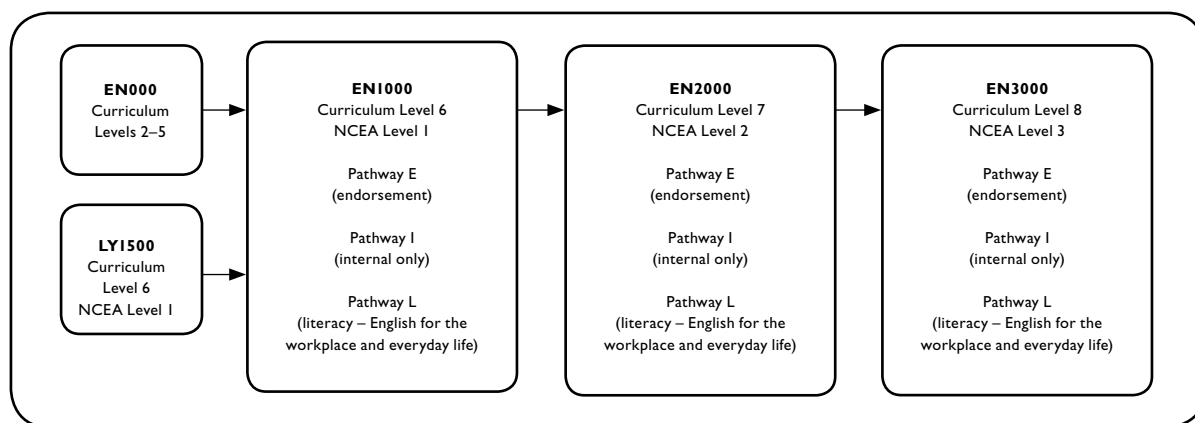 EN000
Curriculum
Levels 2–5
LY1500
Curriculum
Level 6
NCEA Level 1
EN1000
Curriculum Level 6
NCEA Level 1
Pathway E
(endorsement)
Pathway I
(internal only)
Pathway L
(literacy – English for the
workplace and everyday life)
EN2000
Curriculum Level 7
NCEA Level 2
Pathway E
(endorsement)
Pathway I
(internal only)
Pathway L
(literacy – English for the
workplace and everyday life)
EN3000
Curriculum Level 8
NCEA Level 3
Pathway E
(endorsement)
Pathway I
(internal only)
Pathway L
(literacy – English for the
workplace and everyday life)